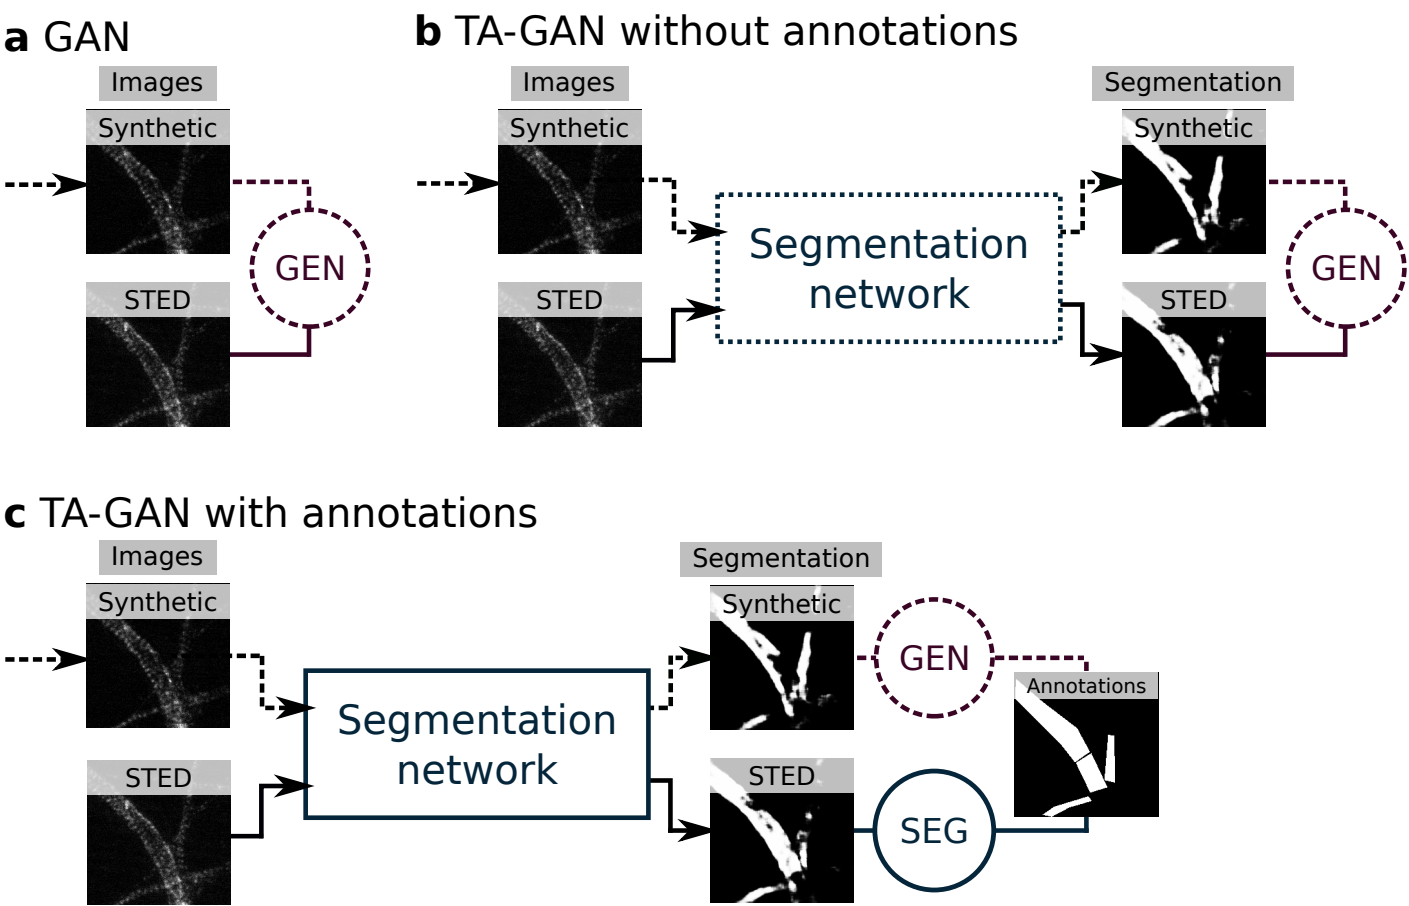 a GAN
Images
Synthetic
GEN
STED
b TA-GAN without annotations
Images
Synthetic
STED
Segmentation
network
Segmentation
Synthetic
GEN
STED
c TA-GAN with annotations
Images
Synthetic
STED
Segmentation
network
Segmentation
Synthetic
GEN
Annotations
STED
SEG